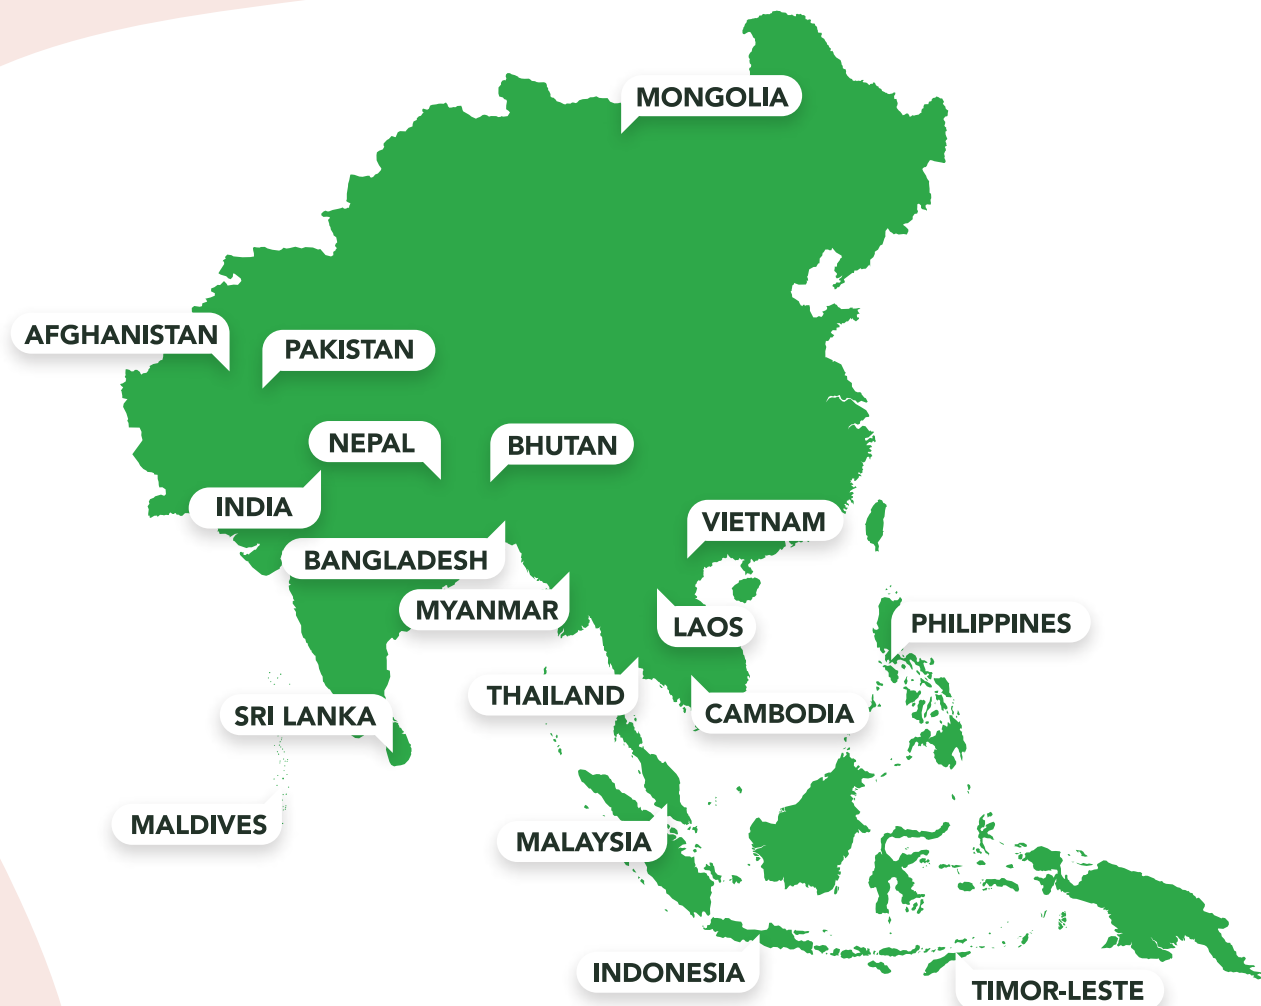 MONGOLIA
AFGHANISTAN
PAKISTAN
NEPAL
BHUTAN
INDIA
VIETNAM
BANGLADESH
MYANMAR
LAOS
PHILIPPINES
THAILAND
CAMBODIA
SRI LANKA
MALDIVES
MALAYSIA
INDONESIA
TIMOR-LESTE